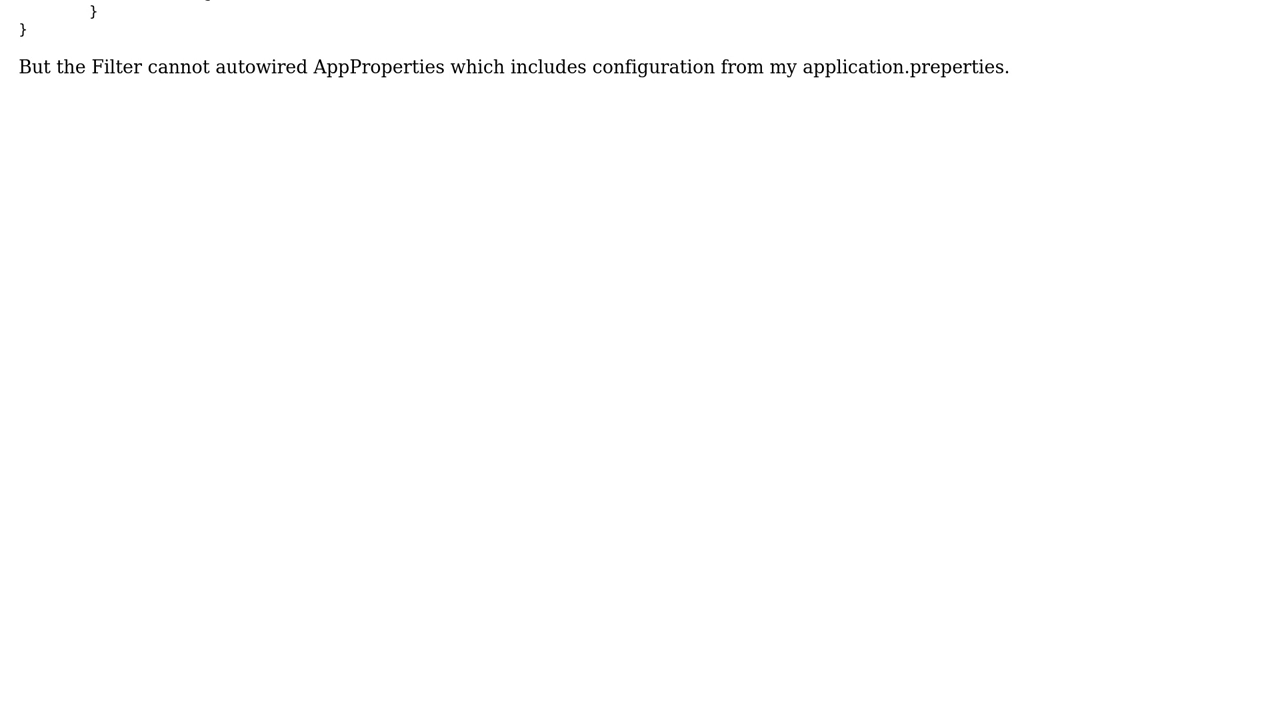 }
}
But the Filter cannot autowired AppProperties which includes configuration from my application.preperties.